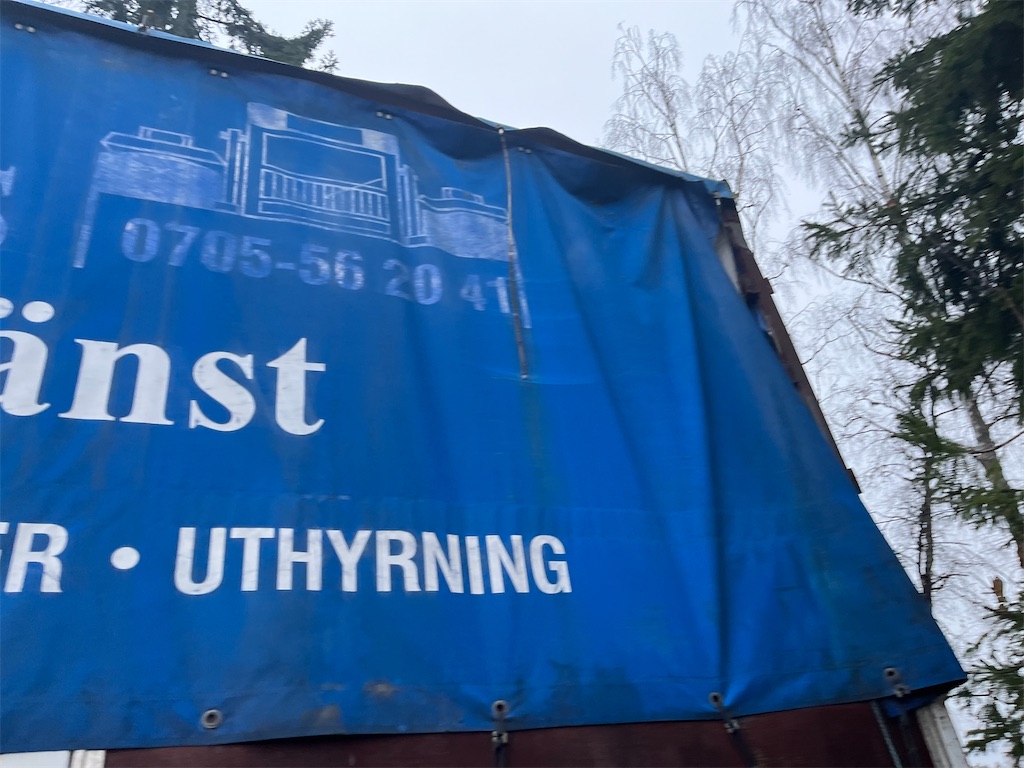 0705-56 20 41
änst
ER • UTHYRNING